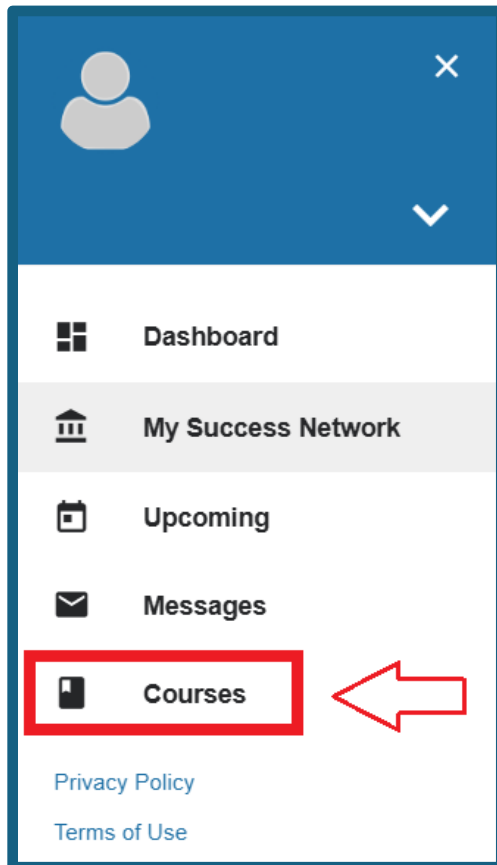 Dashboard
My Success Network
Upcoming
Messages
Courses
Privacy Policy
Terms of Use